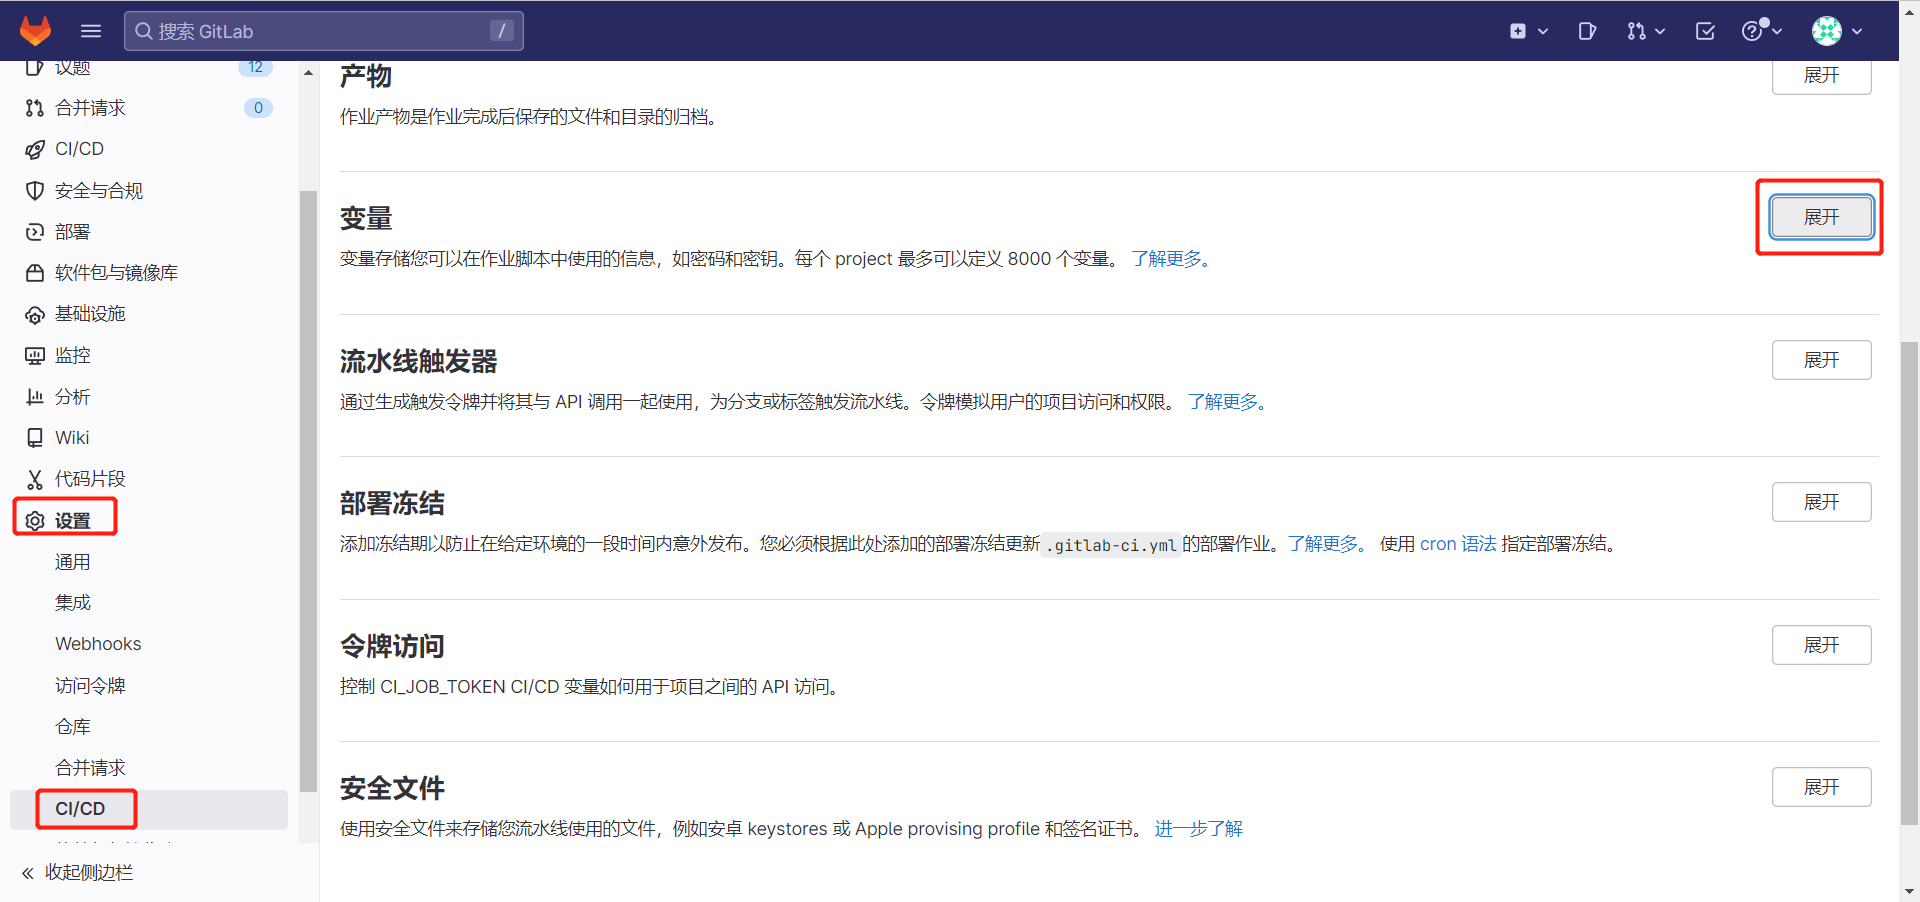 搜索 GitLab
/
议题
12
合并请求
0
CI/CD
安全与合规
部署
软件包与镜像库
基础设施
监控
分析
Wiki
代码片段
设置
通用
集成
Webhooks
访问令牌
仓库
合并请求
CI/CD
收起侧边栏
产物
展开
作业产物是作业完成后保存的文件和目录的归档。
变量
展开
变量存储您可以在作业脚本中使用的信息，如密码和密钥。每个 project 最多可以定义 8000 个变量。 了解更多。
流水线触发器
展开
通过生成触发令牌并将其与 API 调用一起使用，为分支或标签触发流水线。令牌模拟用户的项目访问和权限。 了解更多。
部署冻结
展开
添加冻结期以防止在给定环境的一段时间内意外发布。您必须根据此处添加的部署冻结更新 .gitlab-ci.yml 的部署作业。 了解更多。 使用 cron 语法 指定部署冻结。
令牌访问
展开
控制 CI_JOB_TOKEN CI/CD 变量如何用于项目之间的 API 访问。
安全文件
展开
使用安全文件来存储您流水线使用的文件，例如安卓 keystores 或 Apple provising profile 和签名证书。 进一步了解